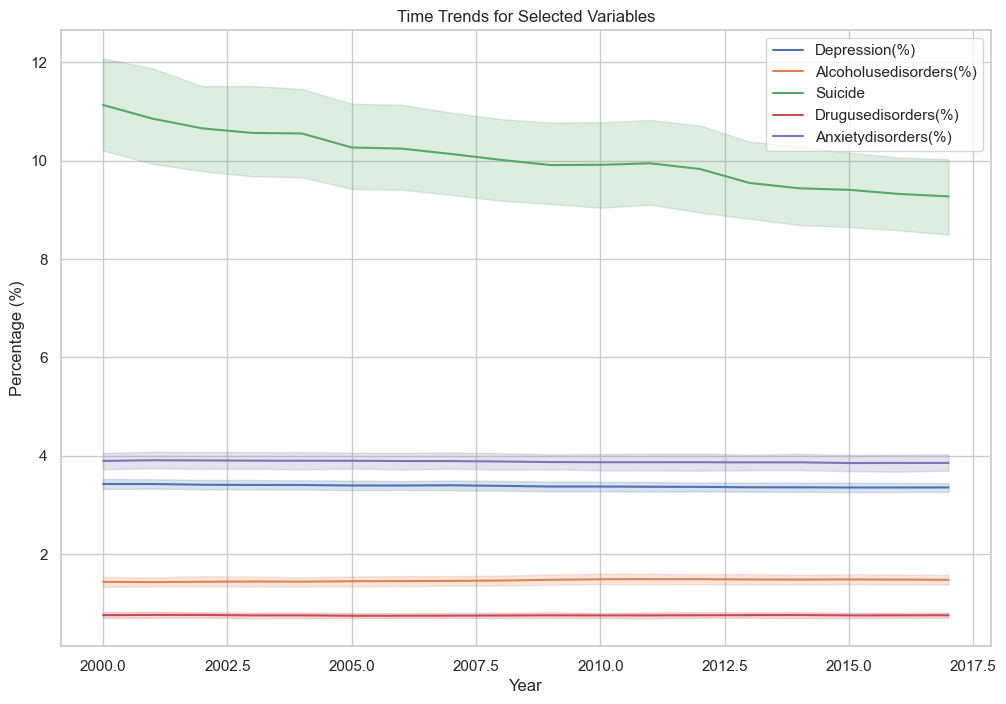 Time Trends for Selected Variables
Depression(%)
Alcoholusedisorders(%)
Suicide
Drugusedisorders(%)
Anxietydisorders(%)
Percentage (%)
12
10
8
6
4
2
2000.0 2002.5 2005.0 2007.5 2010.0 2012.5 2015.0 2017.5
Year